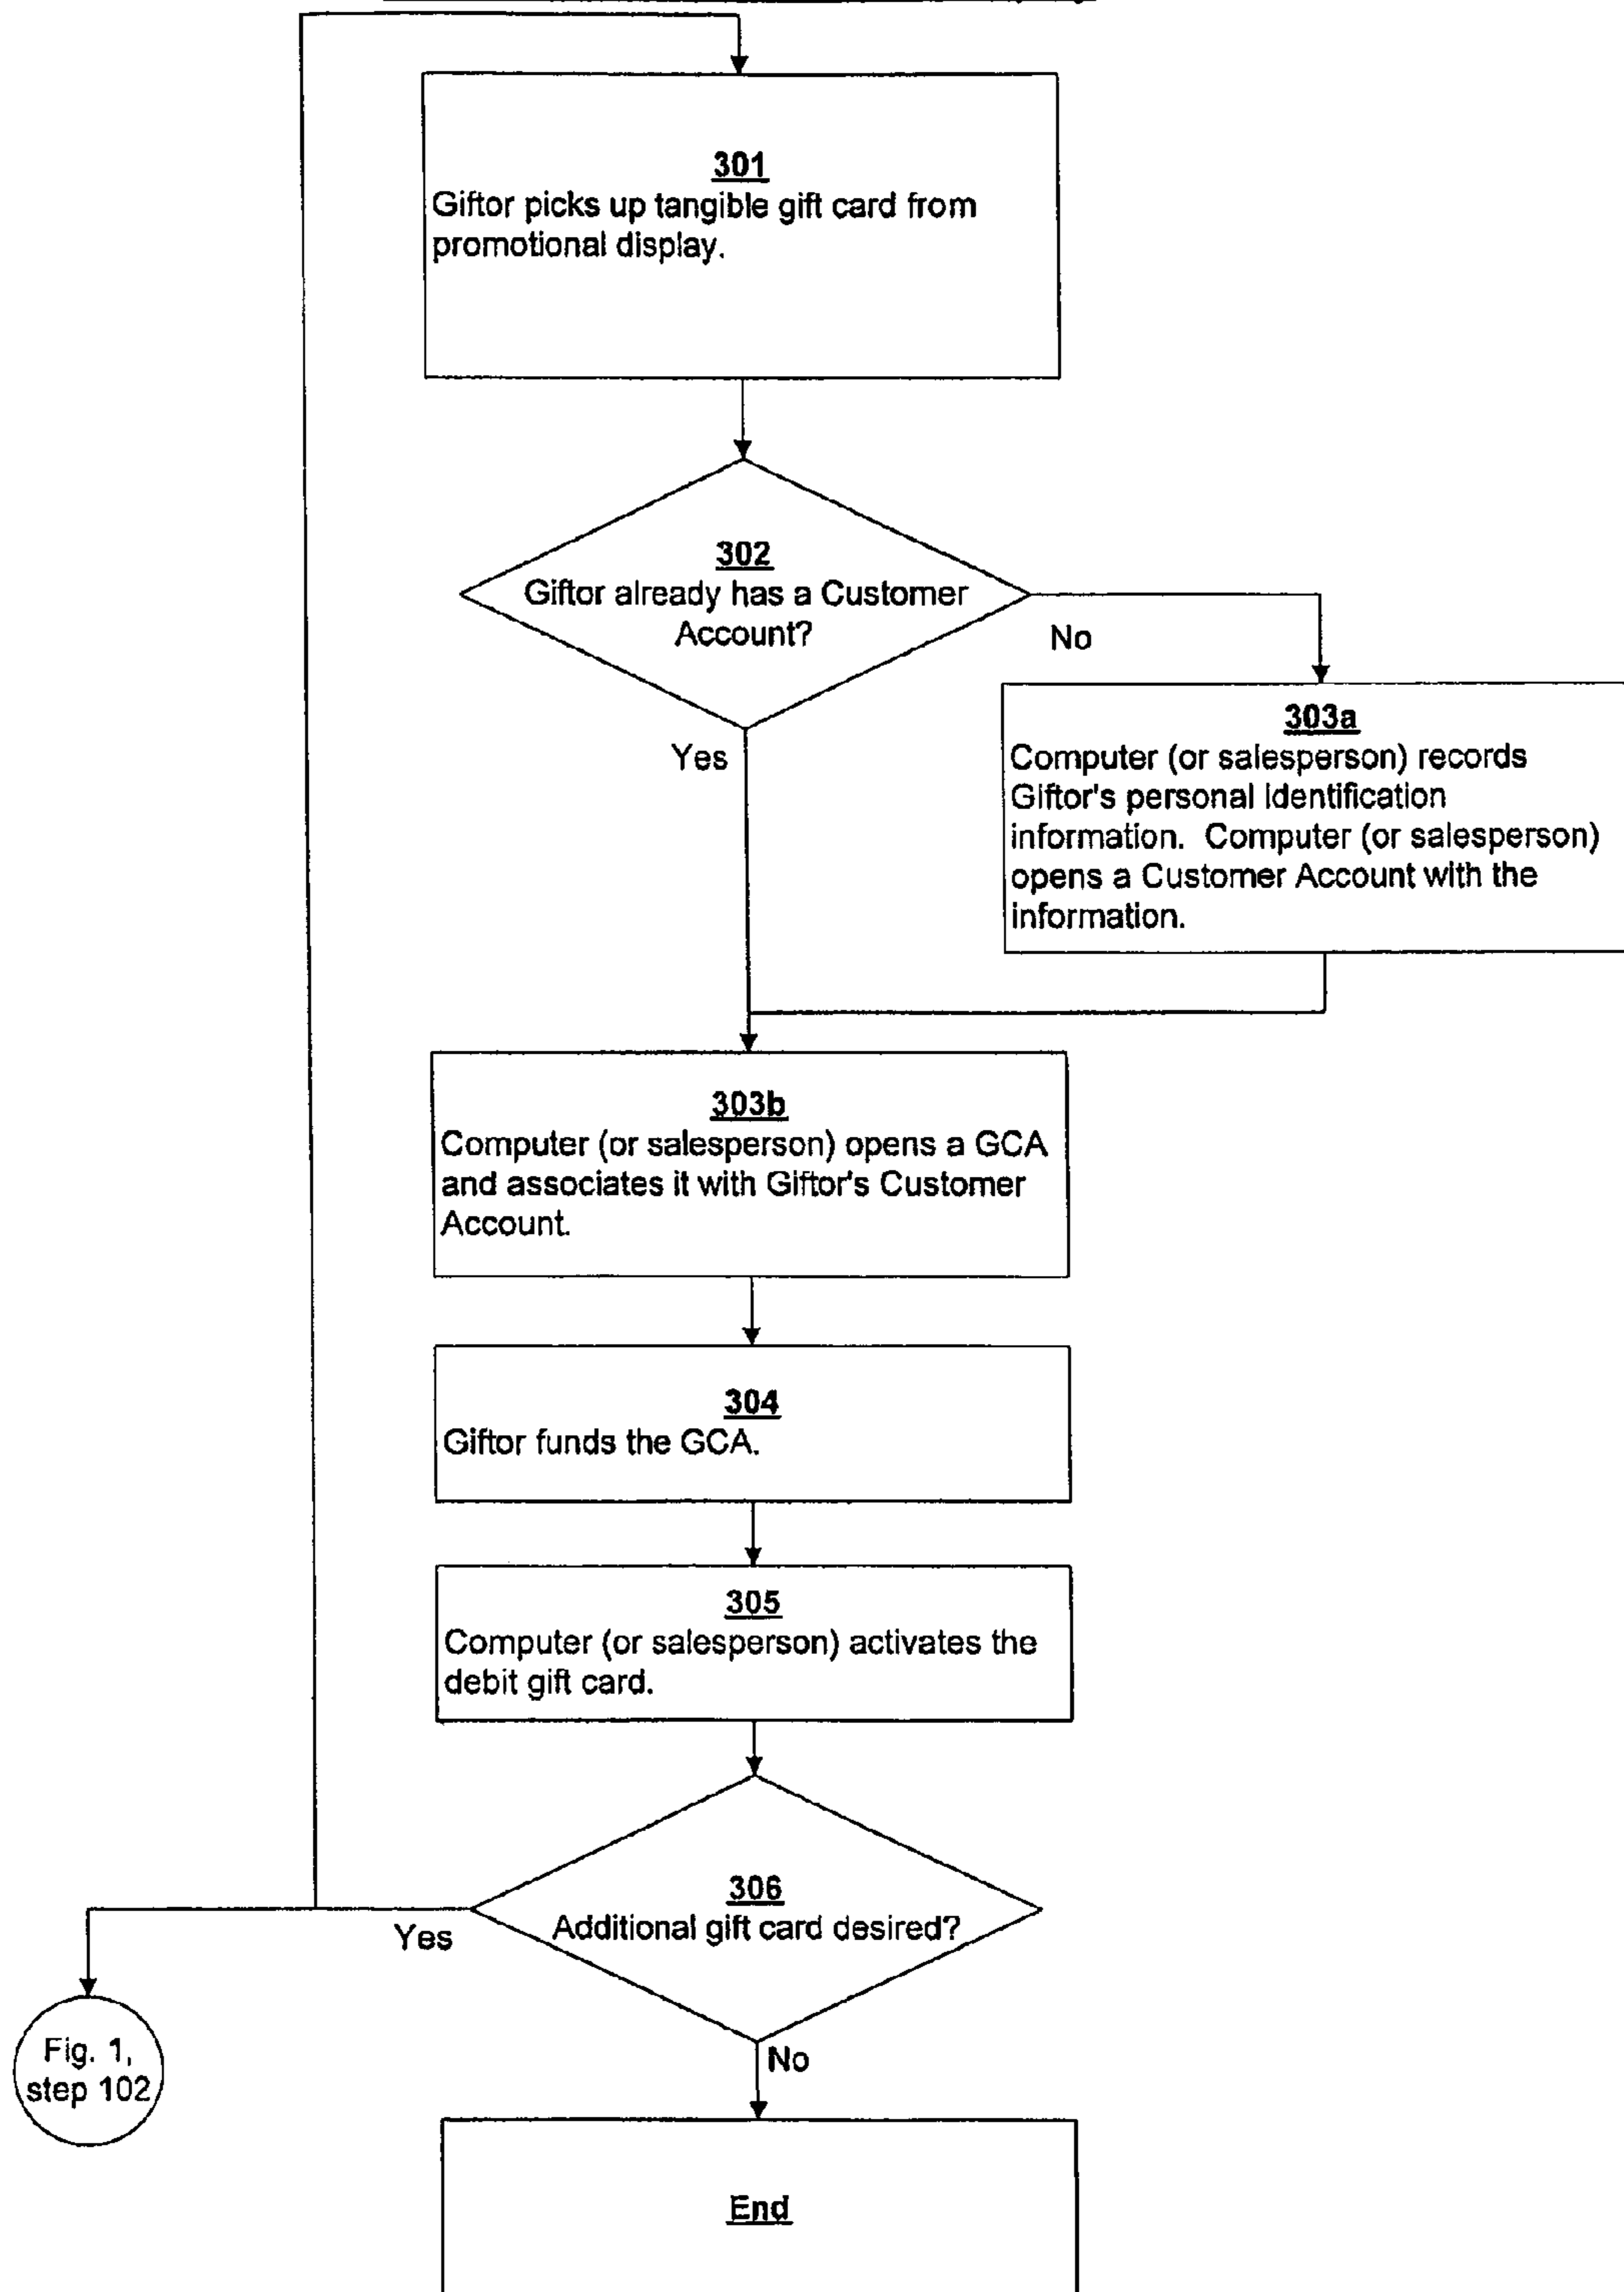 301
Giftor picks up tangible gift card from
promotional display.
302
Giftor already has a Customer
Account?
No
Yes
303a
Computer (or salesperson) records
Giftor's personal identification
information. Computer (or salesperson)
opens a Customer Account with the
information.
303b
Computer (or salesperson) opens a GCA
and associates it with Giftor's Customer
Account.
304
Giftor funds the GCA.
305
Computer (or salesperson) activates the
debit gift card.
306
Additional gift card desired?
Yes
No
Fig. 1,
step 102
End